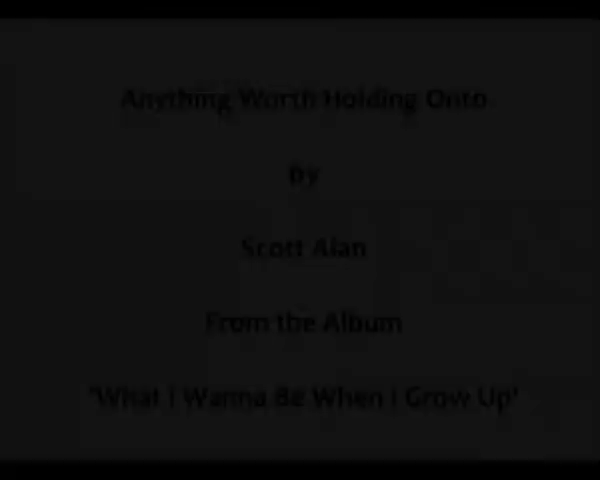 Anything Worth Holding Onto
By
Scott Alan
From the Album
'What I Wanna Be When I Grow Up'